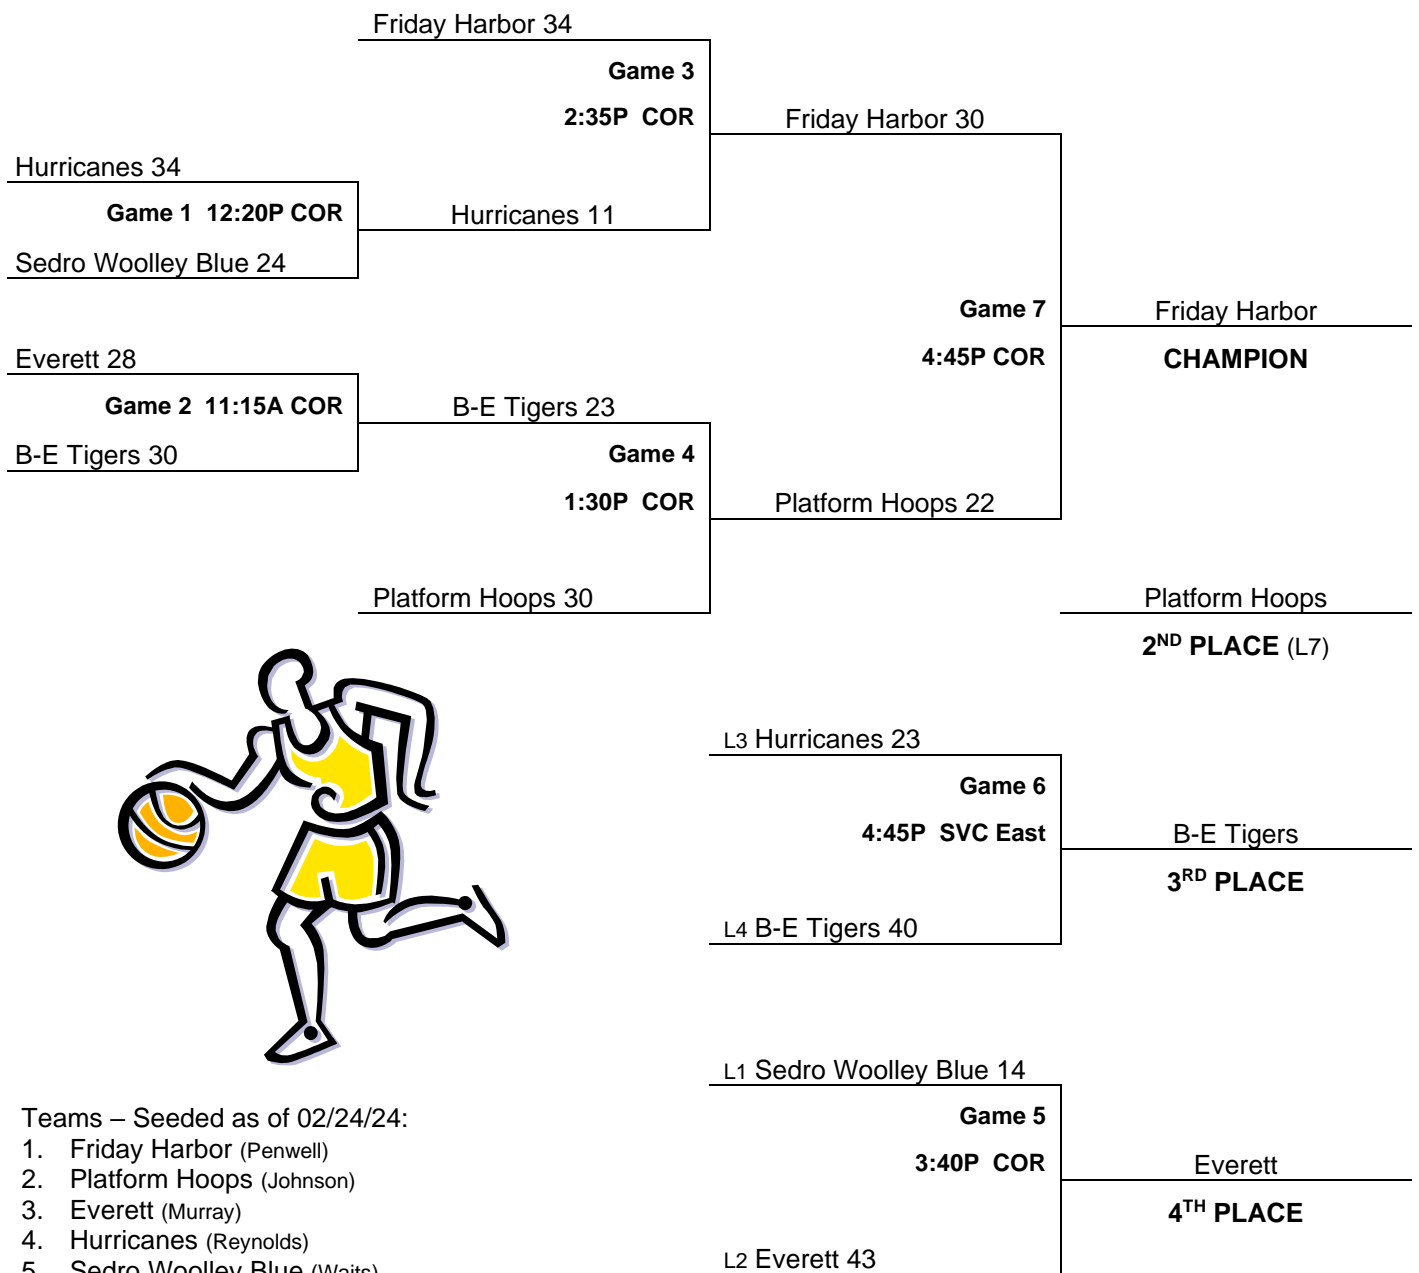 Friday Harbor 34
Game 3
2:35P COR
Friday Harbor 30
Hurricanes 34
Game 1 12:20P COR
Hurricanes 11
Sedro Woolley Blue 24
Game 7
4:45P COR
Friday Harbor
CHAMPION
Everett 28
Game 2 11:15A COR
B-E Tigers 23
B-E Tigers 30
Game 4
1:30P COR
Platform Hoops 22
Platform Hoops 30
Platform Hoops
2ND PLACE (L7)
L3 Hurricanes 23
Game 6
4:45P SVC East
B-E Tigers
3RD PLACE
L4 B-E Tigers 40
L1 Sedro Woolley Blue 14
Game 5
3:40P COR
Everett
4TH PLACE
L2 Everett 43
Teams – Seeded as of 02/24/24:
1. Friday Harbor (Penwell)
2. Platform Hoops (Johnson)
3. Everett (Murray)
4. Hurricanes (Reynolds)
5. Sedro Woolley Blue (Waits)